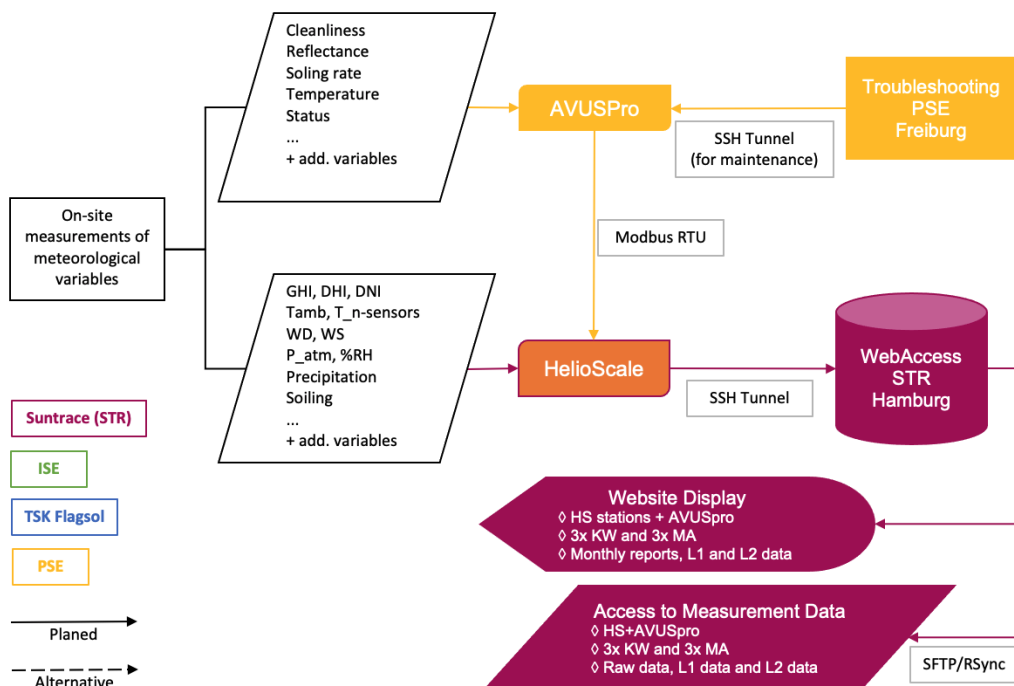 Cleanliness
Reflectance
Soling rate
Temperature
Status
...
+ add. variables
AVUSPro
Troubleshooting
PSE
Freiburg
SSH Tunnel
(for maintenance)
On-site
measurements of
meteorological
variables
Modbus RTU
GHI, DHI, DNI
Tamb, T_n-sensors
WD, WS
P_atm, %RH
Precipitation
Soiling
...
+ add. variables
HelioScale
SSH Tunnel
WebAccess
STR
Hamburg
Suntrace (STR)
ISE
TSK Flagsol
PSE
Planed
Alternative
Website Display
◊ HS stations + AVUSpro
◊ 3x KW and 3x MA
◊ Monthly reports, L1 and L2 data
Access to Measurement Data
◊ HS+AVUSpro
◊ 3x KW and 3x MA
◊ Raw data, L1 data and L2 data
SFTP/RSync